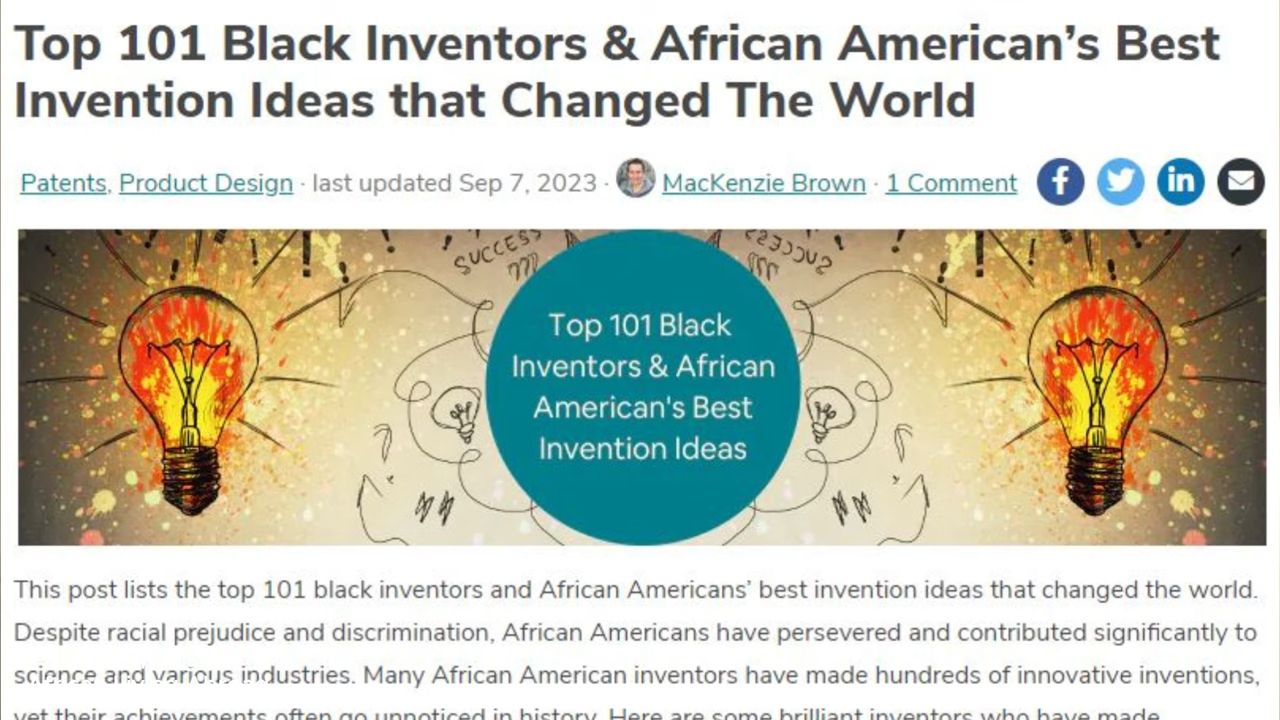 Top 101 Black Inventors & African American’s Best
Invention Ideas that Changed The World
Patents, Product Design · last updated Sep 7, 2023 · MacKenzie Brown · 1 Comment
SUCCESS
Top 101 Black
Inventors & African
American's Best
Invention Ideas
This post lists the top 101 black inventors and African Americans’ best invention ideas that changed the world.
Despite racial prejudice and discrimination, African Americans have persevered and contributed significantly to
science and various industries. Many African American inventors have made hundreds of innovative inventions,
yet their achievements often go unnoticed in history. Here are some brilliant inventors who have made